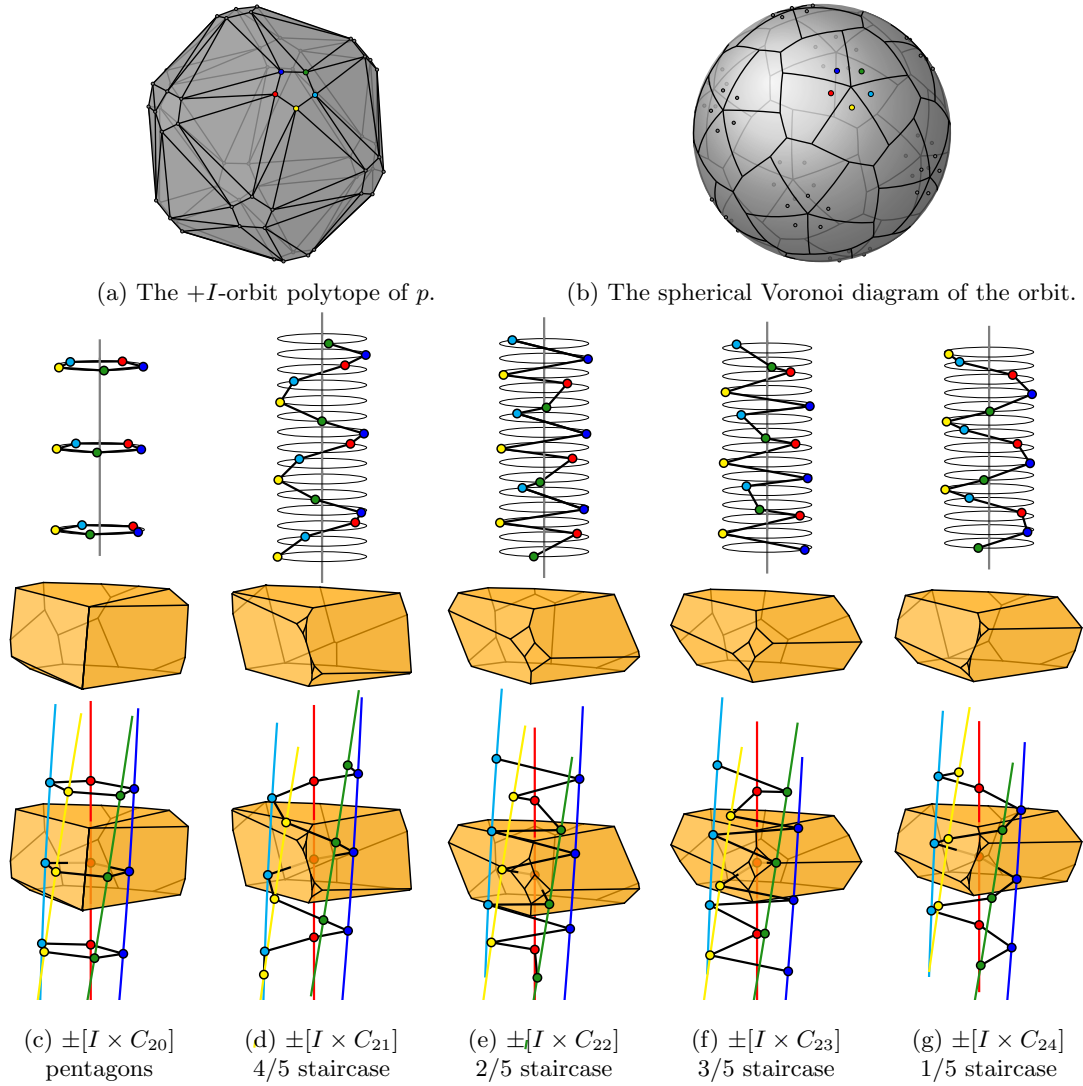 (a) The +I-orbit polytope of p.
(b) The spherical Voronoi diagram of the orbit.
(c) ±[I × C₂₀]
pentagons
(d) ±[I × C₂₁]
4/5 staircase
(e) ±[I × C₂₂]
2/5 staircase
(f) ±[I × C₂₃]
3/5 staircase
(g) ±[I × C₂₄]
1/5 staircase